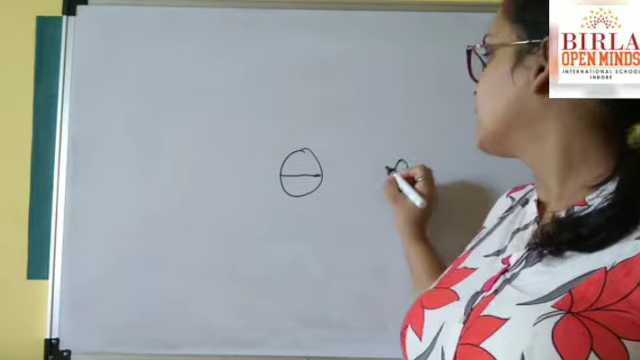 BIRLA
OPEN MINDS
INTERNATIONAL SCHOOL
INDORE